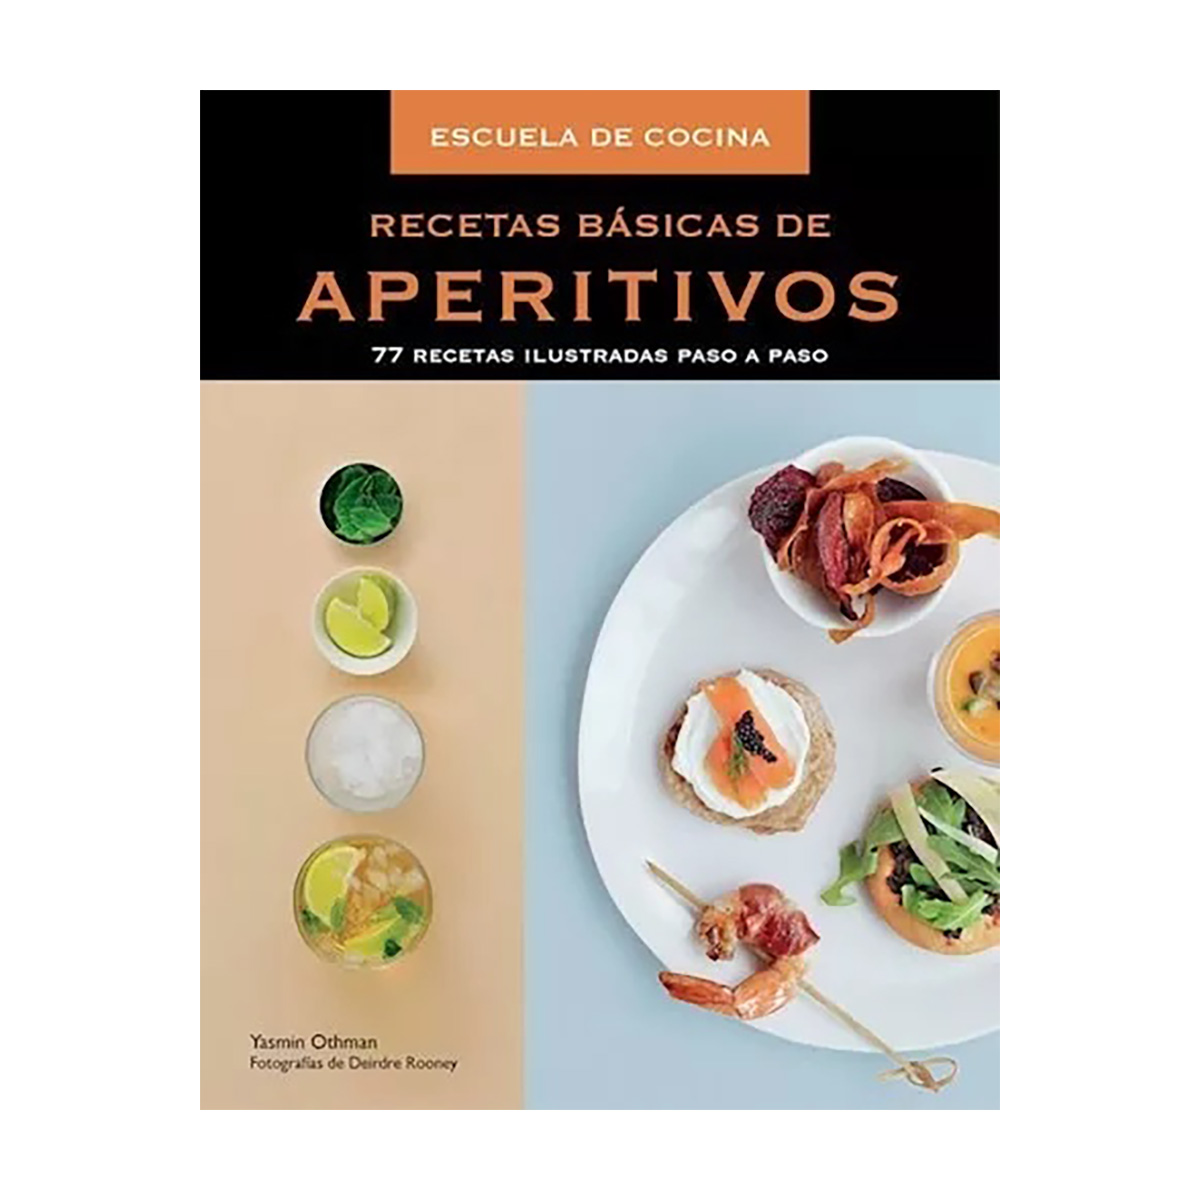 ESCUELA DE COCINA
RECETAS BÁSICAS DE
APERITIVOS
77 RECETAS ILUSTRADAS PASO A PASO
Yasmin Othman
Fotografías de Deirdre Rooney